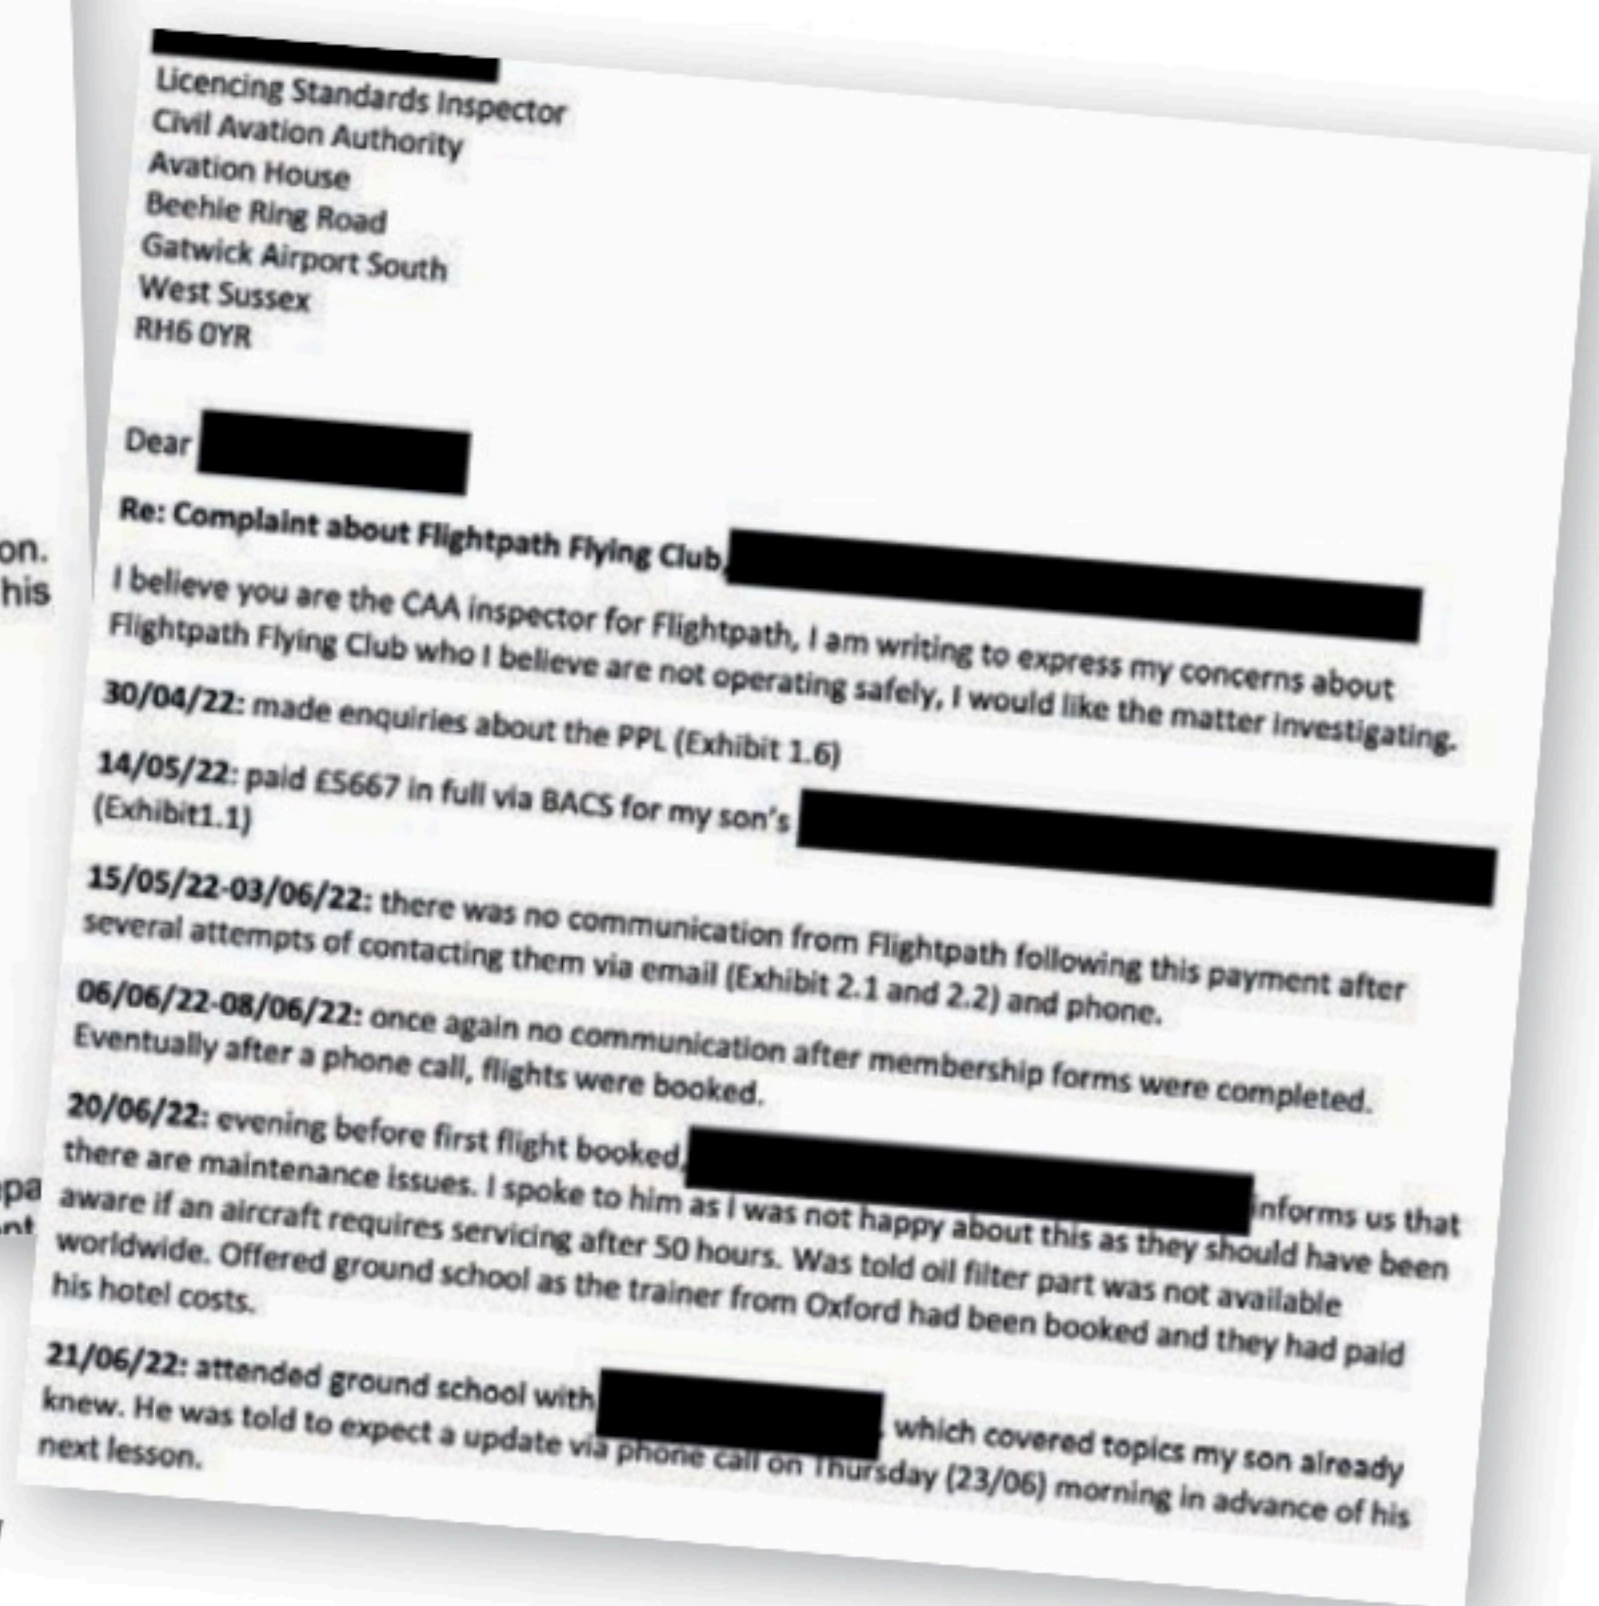 Licencing Standards Inspector
Civil Avation Authority
Avation House
Beehie Ring Road
Gatwick Airport South
West Sussex
RH6 0YR
Dear
Re: Complaint about Flightpath Flying Club,
I believe you are the CAA inspector for Flightpath, I am writing to express my concerns about
Flightpath Flying Club who I believe are not operating safely, I would like the matter investigating.
30/04/22: made enquiries about the PPL (Exhibit 1.6)
14/05/22: paid £5667 in full via BACS for my son's
(Exhibit1.1)
15/05/22-03/06/22: there was no communication from Flightpath following this payment after
several attempts of contacting them via email (Exhibit 2.1 and 2.2) and phone.
06/06/22-08/06/22: once again no communication after membership forms were completed.
Eventually after a phone call, flights were booked.
20/06/22: evening before first flight booked, informs us that
there are maintenance issues. I spoke to him as I was not happy about this as they should have been
aware if an aircraft requires servicing after 50 hours. Was told oil filter part was not available
worldwide. Offered ground school as the trainer from Oxford had been booked and they had paid
his hotel costs.
21/06/22: attended ground school with which covered topics my son already
knew. He was told to expect a update via phone call on Thursday (23/06) morning in advance of his
next lesson.
on.
his